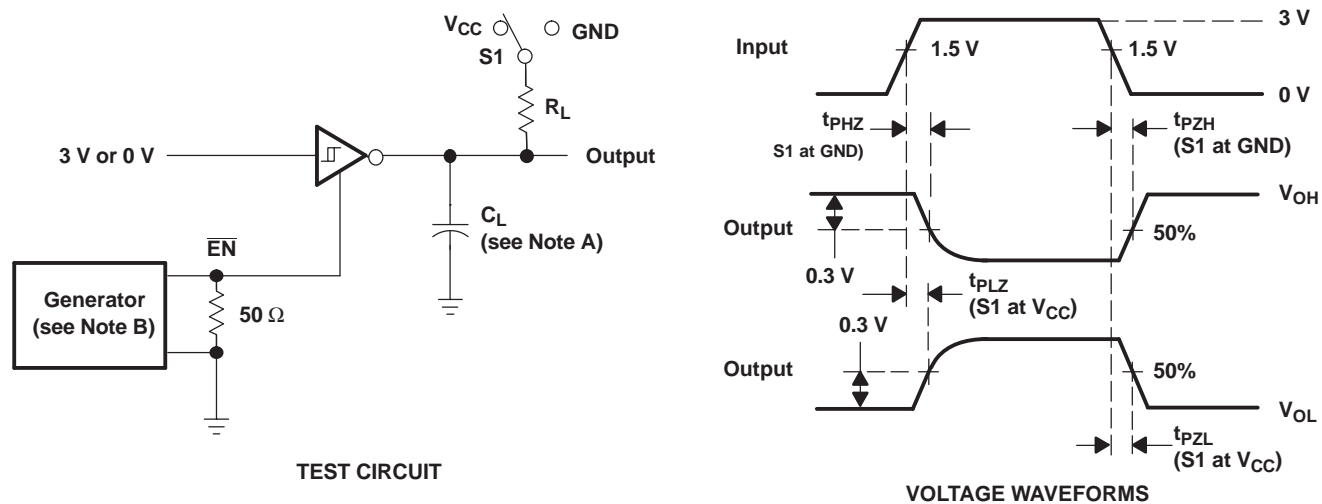 VCC
GND
S1
RL
3 V or 0 V
Output
CL
(see Note A)
EN
Generator
(see Note B)
50 Ω
TEST CIRCUIT
3 V
Input
1.5 V
1.5 V
0 V
tPHZ
S1 at GND)
tPZH
(S1 at GND)
VOH
Output
50%
0.3 V
tPLZ
(S1 at VCC)
0.3 V
Output
50%
VOL
tPZL
(S1 at VCC)
VOLTAGE WAVEFORMS